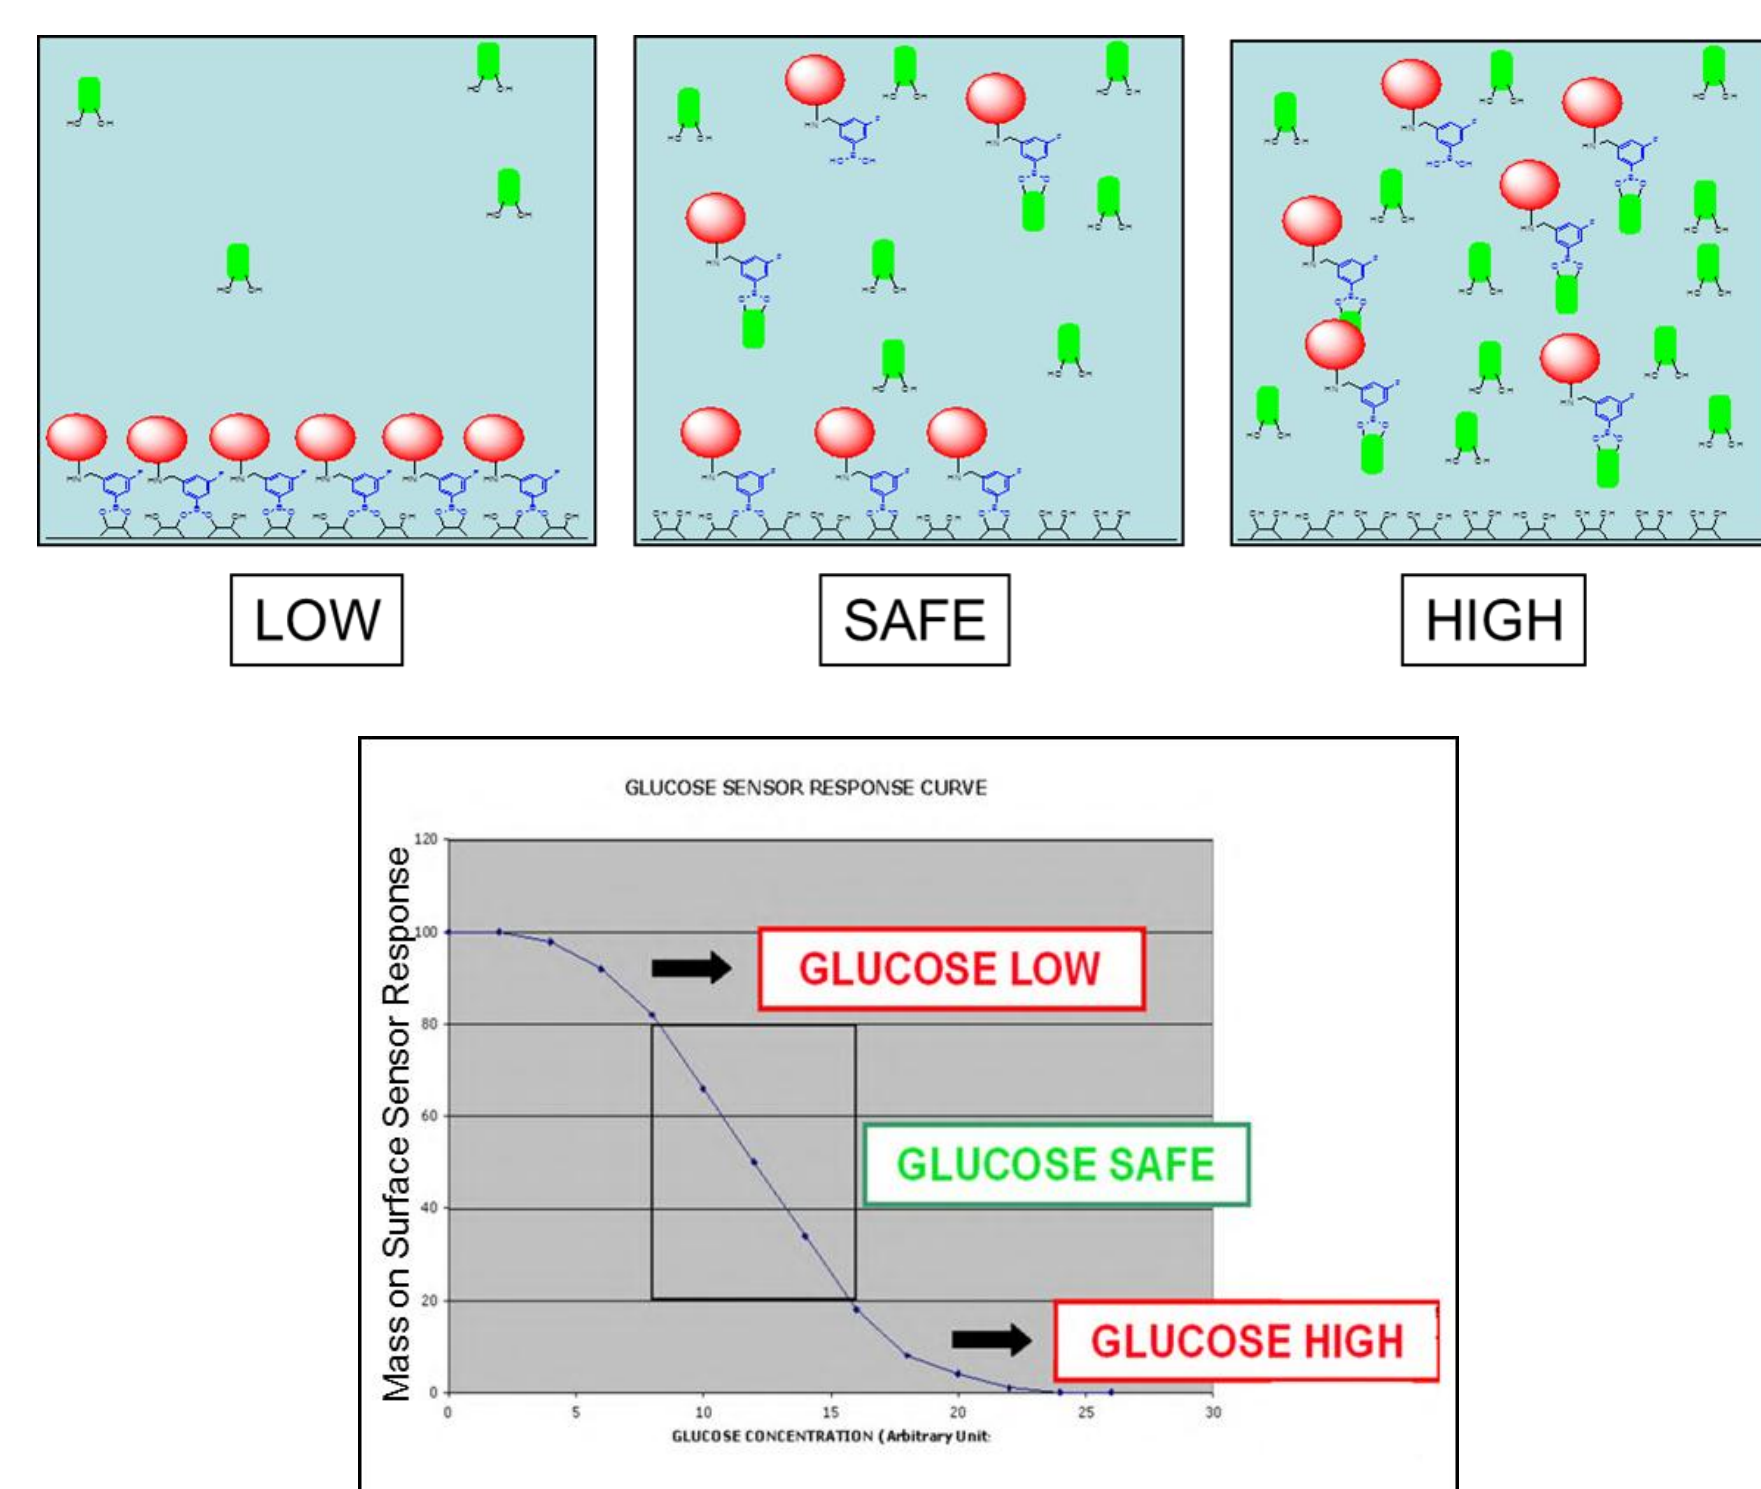 LOW
SAFE
HIGH
GLUCOSE SENSOR RESPONSE CURVE
Mass on Surface Sensor Response
120
100
80
60
40
20
0
GLUCOSE LOW
GLUCOSE SAFE
GLUCOSE HIGH
0 5 10 15 20 25 30
GLUCOSE CONCENTRATION (Arbitrary Unit: